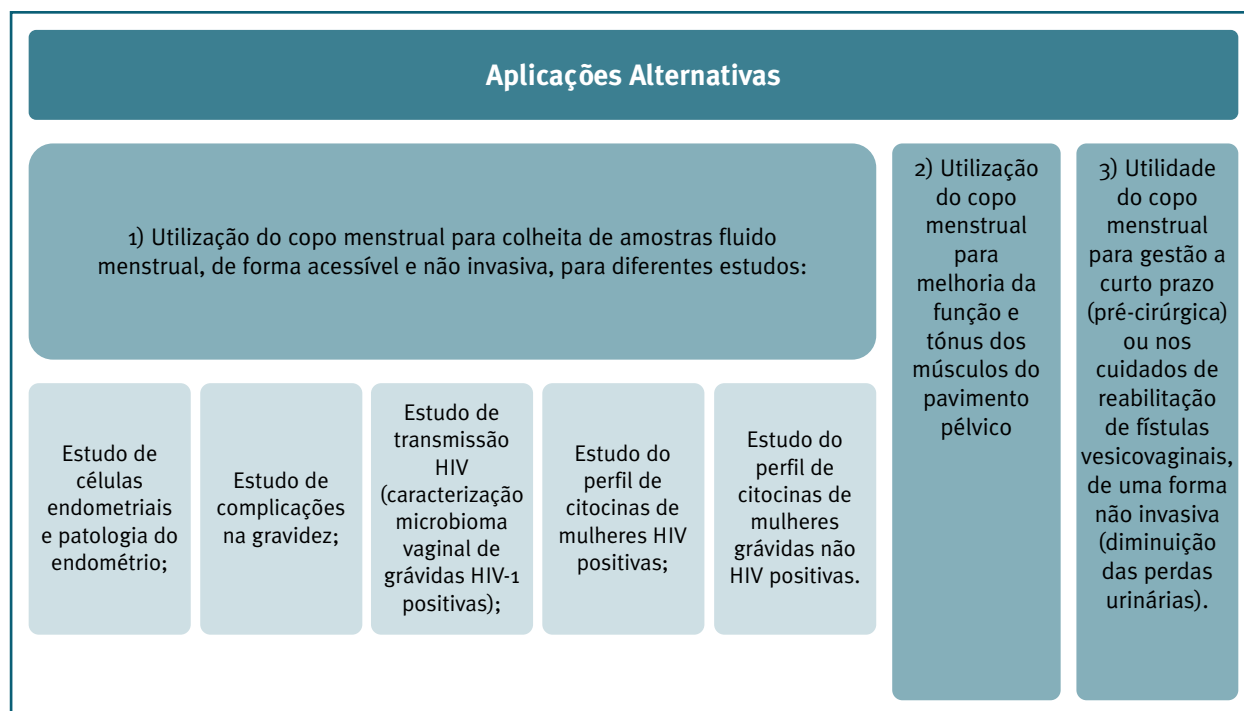 Aplicações Alternativas
1) Utilização do copo menstrual para colheita de amostras fluido
menstrual, de forma acessível e não invasiva, para diferentes estudos:
Estudo de
células
endometriais
e patologia do
endométrio;
Estudo de
complicações
na gravidez;
Estudo de
transmissão
HIV
(caracterização
microbioma
vaginal de
grávidas HIV-1
positivas);
Estudo do
perfil de
citocinas de
mulheres HIV
positivas;
Estudo do
perfil de
citocinas de
mulheres
grávidas não
HIV positivas.
2) Utilização
do copo
menstrual
para
melhoria da
função e
tónus dos
músculos do
pavimento
pélvico
3) Utilidade
do copo
menstrual
para gestão a
curto prazo
(pré-cirúrgica)
ou nos
cuidados de
reabilitação
de fístulas
vesicovaginais,
de uma forma
não invasiva
(diminuição
das perdas
urinárias).